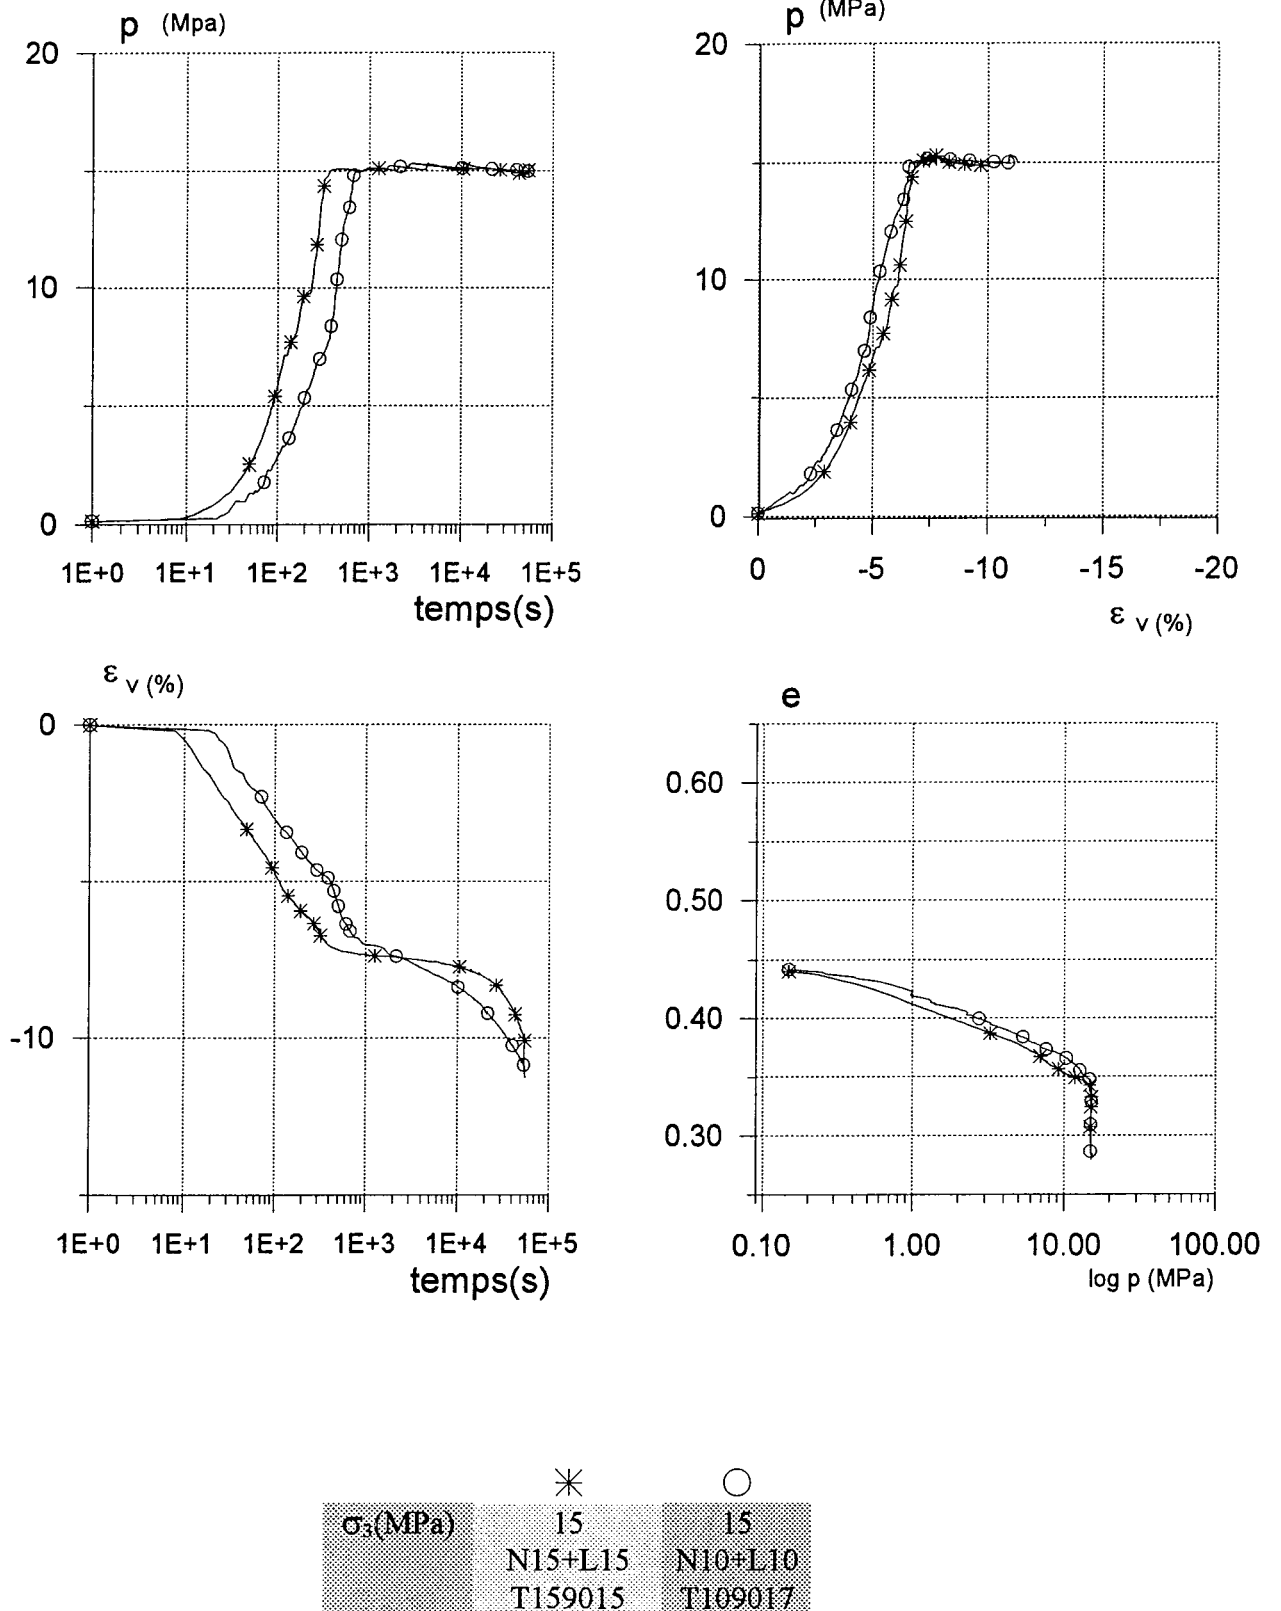 p (Mpa)
20
10
0
1E+0 1E+1 1E+2 1E+3 1E+4 1E+5
temps(s)
p (MPa)
20
10
0
0 -5 -10 -15 -20
ε v (%)
ε v (%)
0
-10
1E+0 1E+1 1E+2 1E+3 1E+4 1E+5
temps(s)
e
0.60
0.50
0.40
0.30
0.10 1.00 10.00 100.00
log p (MPa)
σ₃(MPa) 15 15
N15+L15 N10+L10
T159015 T109017